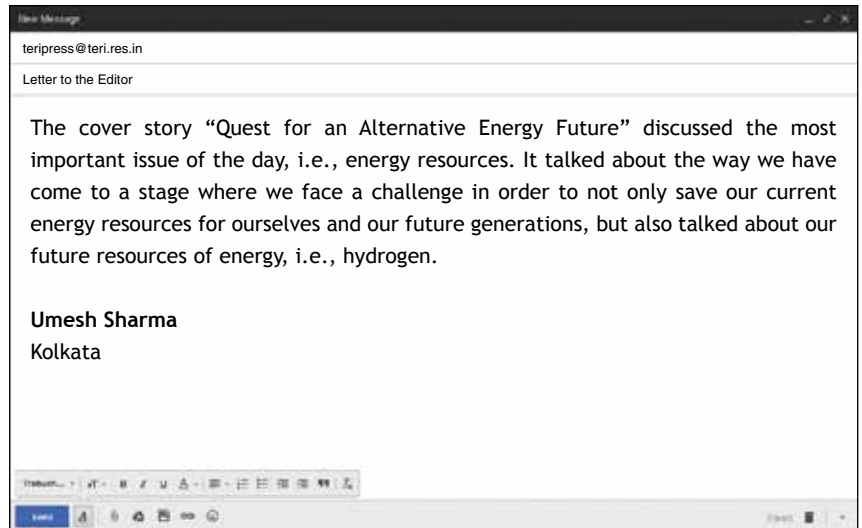 New Message
teripress@teri.res.in
Letter to the Editor
The cover story “Quest for an Alternative Energy Future” discussed the most
important issue of the day, i.e., energy resources. It talked about the way we have
come to a stage where we face a challenge in order to not only save our current
energy resources for ourselves and our future generations, but also talked about our
future resources of energy, i.e., hydrogen.
Umesh Sharma
Kolkata